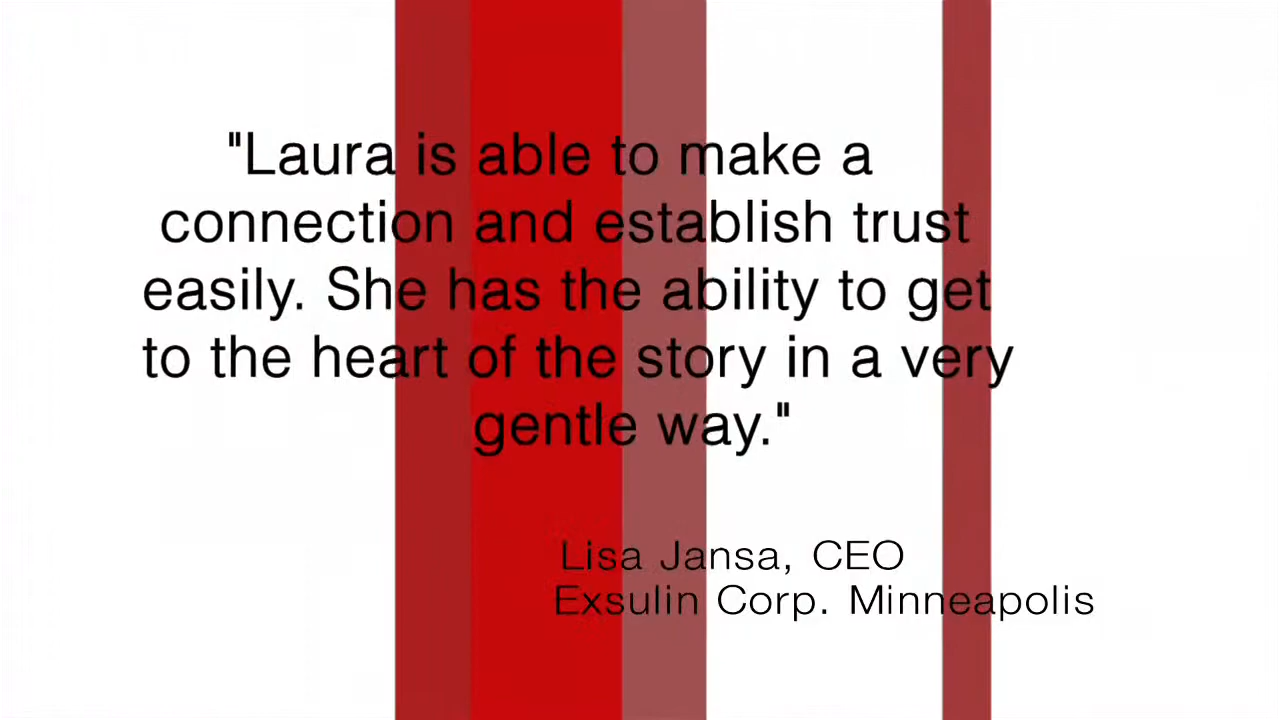 "Laura is able to make a
connection and establish trust
easily. She has the ability to get
to the heart of the story in a very
gentle way."
Lisa Jansa, CEO
Exsulin Corp. Minneapolis